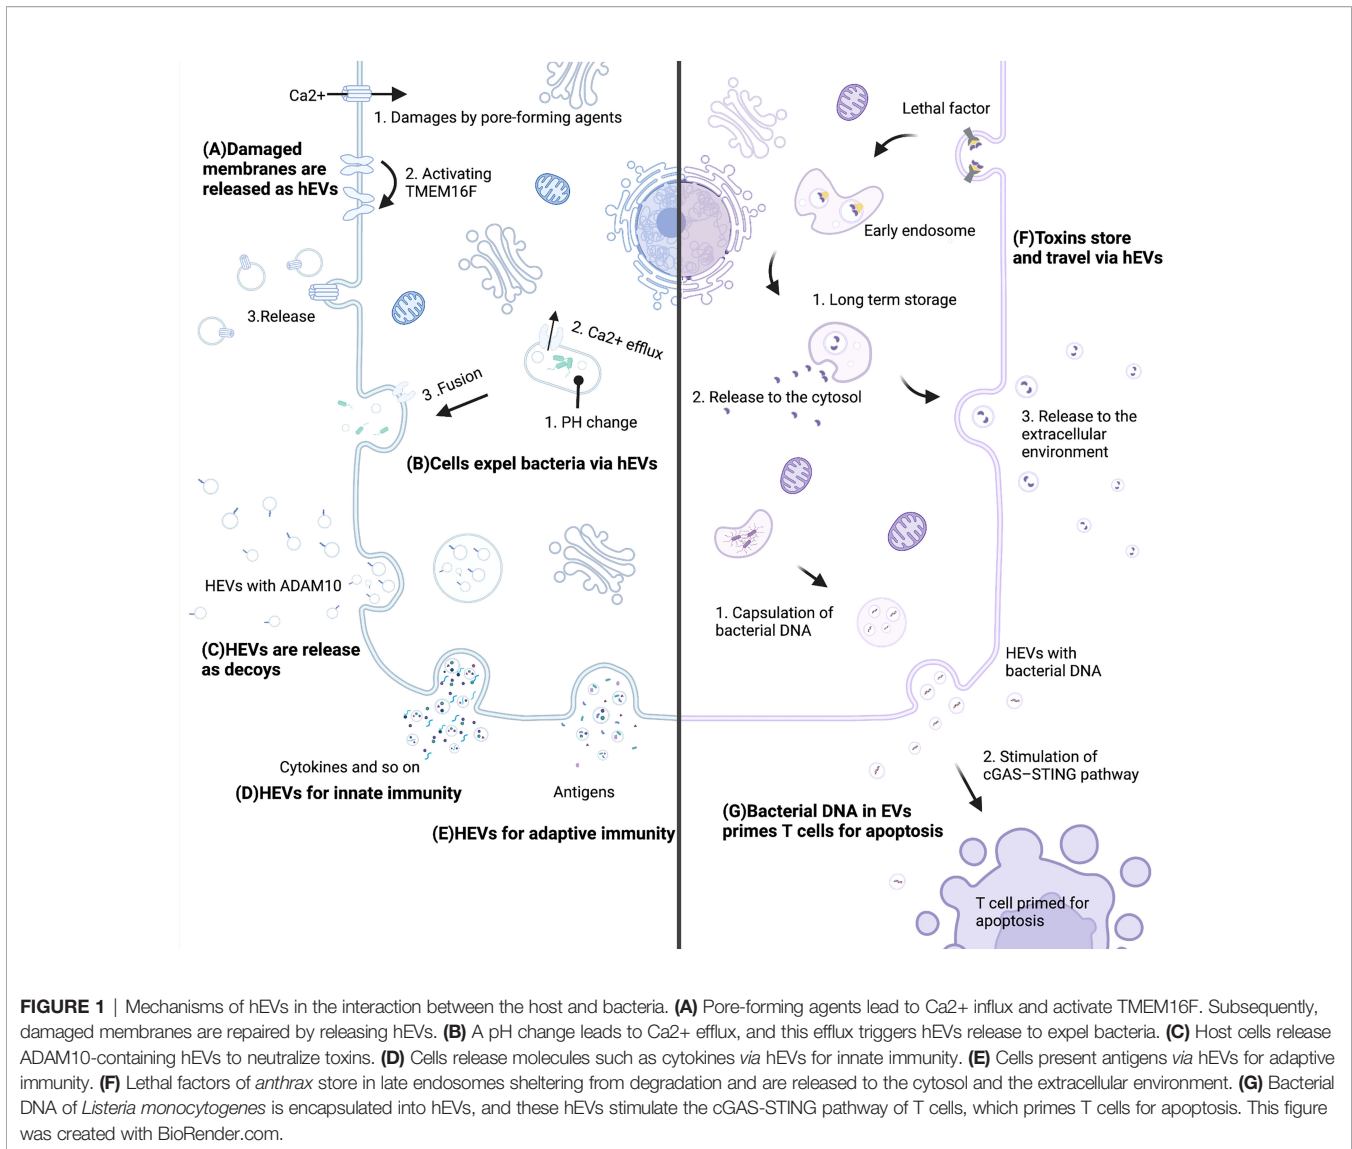 Ca2+
1. Damages by pore-forming agents
(A)Damaged
membranes are
released as hEVs
2. Activating
TMEM16F
3.Release
2. Ca2+ efflux
3 .Fusion
1. PH change
(B)Cells expel bacteria via hEVs
HEVs with ADAM10
(C)HEVs are release
as decoys
Cytokines and so on
(D)HEVs for innate immunity
Antigens
(E)HEVs for adaptive immunity
Lethal factor
Early endosome
(F)Toxins store
and travel via hEVs
1. Long term storage
2. Release to the cytosol
3. Release to the
extracellular
environment
1. Capsulation of
bacterial DNA
HEVs with
bacterial DNA
2. Stimulation of
cGAS–STING pathway
(G)Bacterial DNA in EVs
primes T cells for apoptosis
T cell primed for
apoptosis
FIGURE 1 | Mechanisms of hEVs in the interaction between the host and bacteria. (A) Pore-forming agents lead to Ca2+ influx and activate TMEM16F. Subsequently,
damaged membranes are repaired by releasing hEVs. (B) A pH change leads to Ca2+ efflux, and this efflux triggers hEVs release to expel bacteria. (C) Host cells release
ADAM10-containing hEVs to neutralize toxins. (D) Cells release molecules such as cytokines via hEVs for innate immunity. (E) Cells present antigens via hEVs for adaptive
immunity. (F) Lethal factors of anthrax store in late endosomes sheltering from degradation and are released to the cytosol and the extracellular environment. (G) Bacterial
DNA of Listeria monocytogenes is encapsulated into hEVs, and these hEVs stimulate the cGAS-STING pathway of T cells, which primes T cells for apoptosis. This figure
was created with BioRender.com.